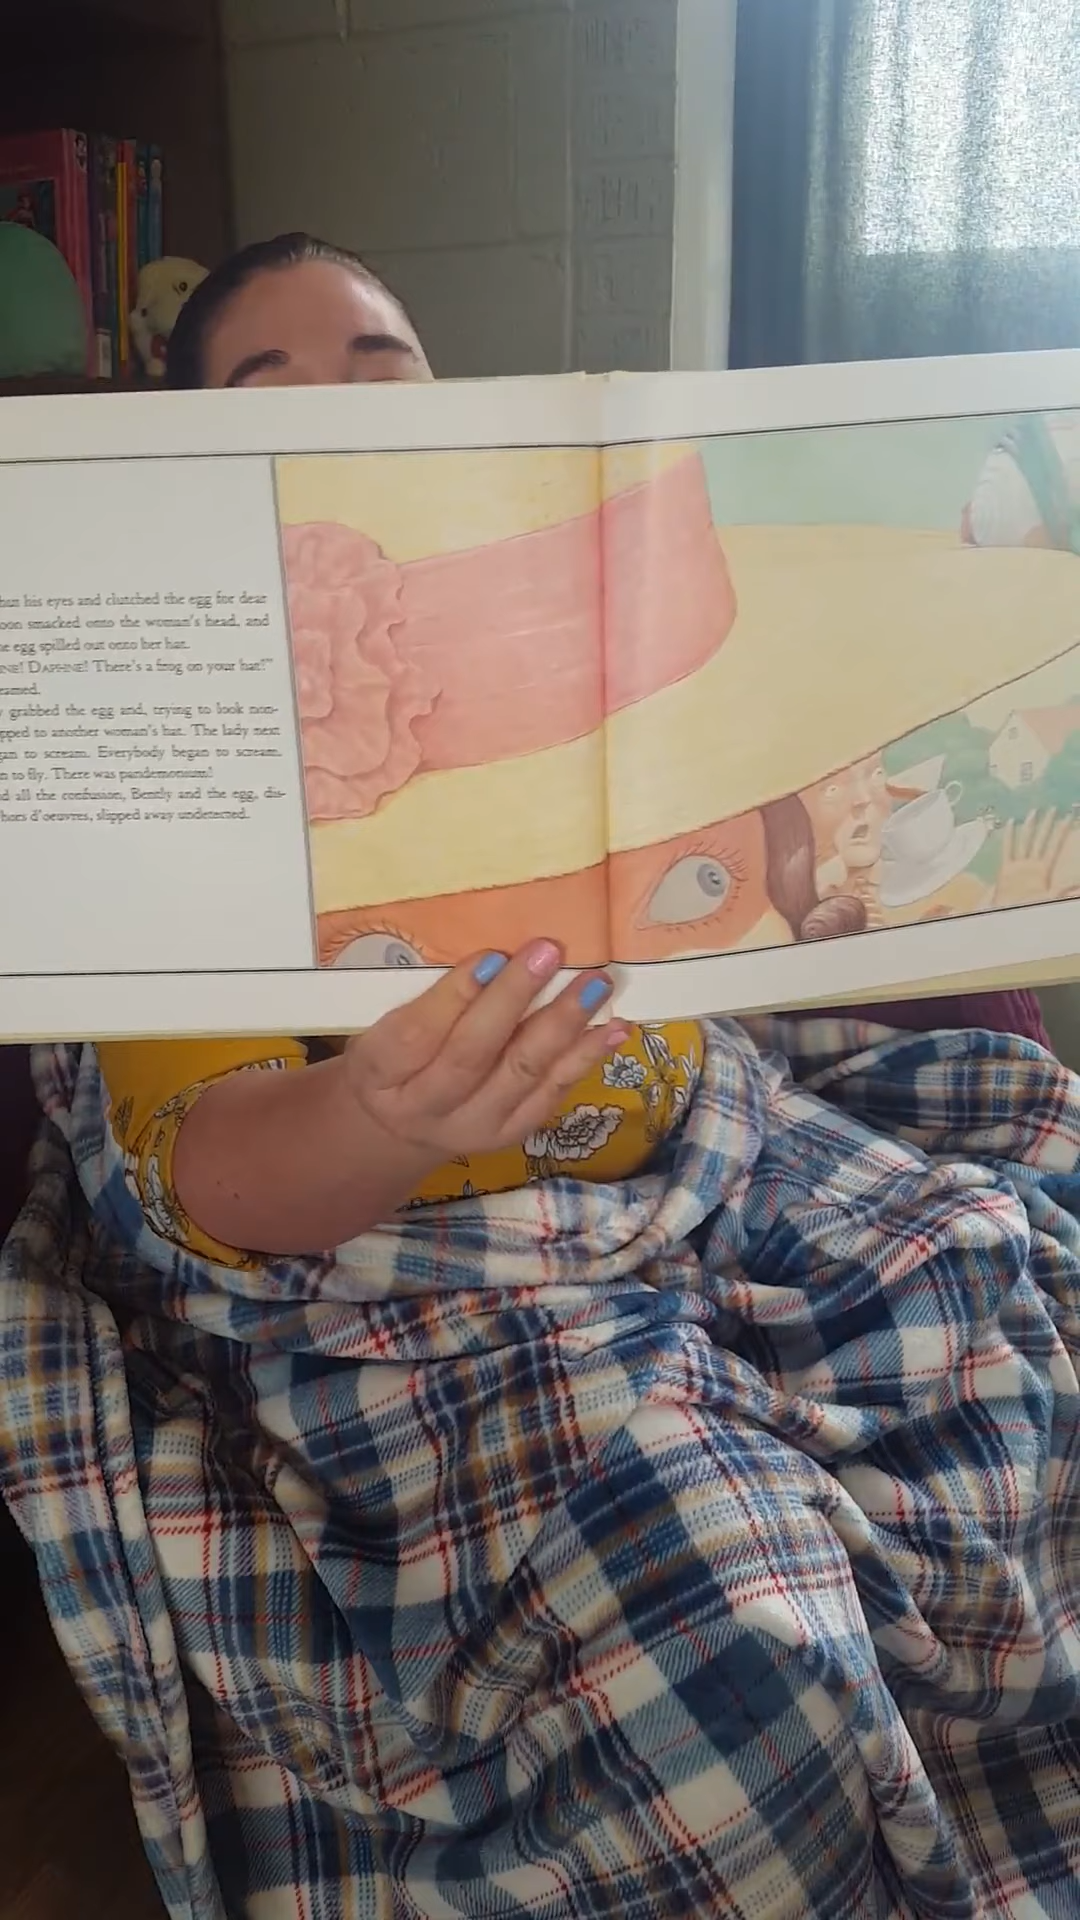 hut his eyes and clutched the egg for dear
oon smacked onto the woman's head, and
he egg spilled out onto her hat.
NE! DAPHNE! There's a frog on your hat!"
eamed.
y grabbed the egg and, trying to look non-
pped to another woman's hat. The lady next
gan to scream. Everybody began to scream.
n to fly. There was pandemonium!
d all the confusion, Bently and the egg, dis-
hors d'oeuvres, slipped away undetected.